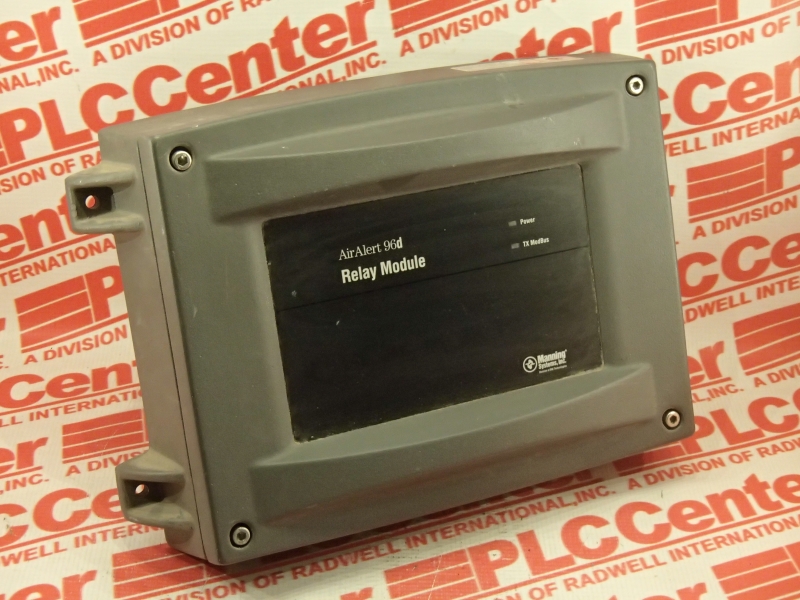 AirAlert 96d
Relay Module
Power
TX ModBus
Manning
Systems, Inc.
PLCCenter
A DIVISION OF RADWELL INTERNATIONAL, INC.